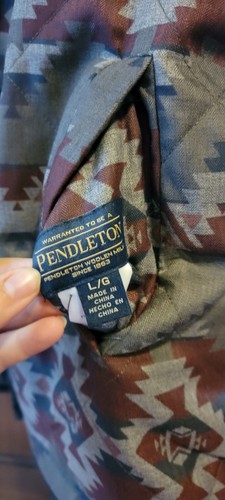 WARRANTED TO BE A
PENDLETON
PENDLETON WOOLEN MILLS
SINCE 1863
L/G
MADE IN
CHINA
HECHO EN
CHINA